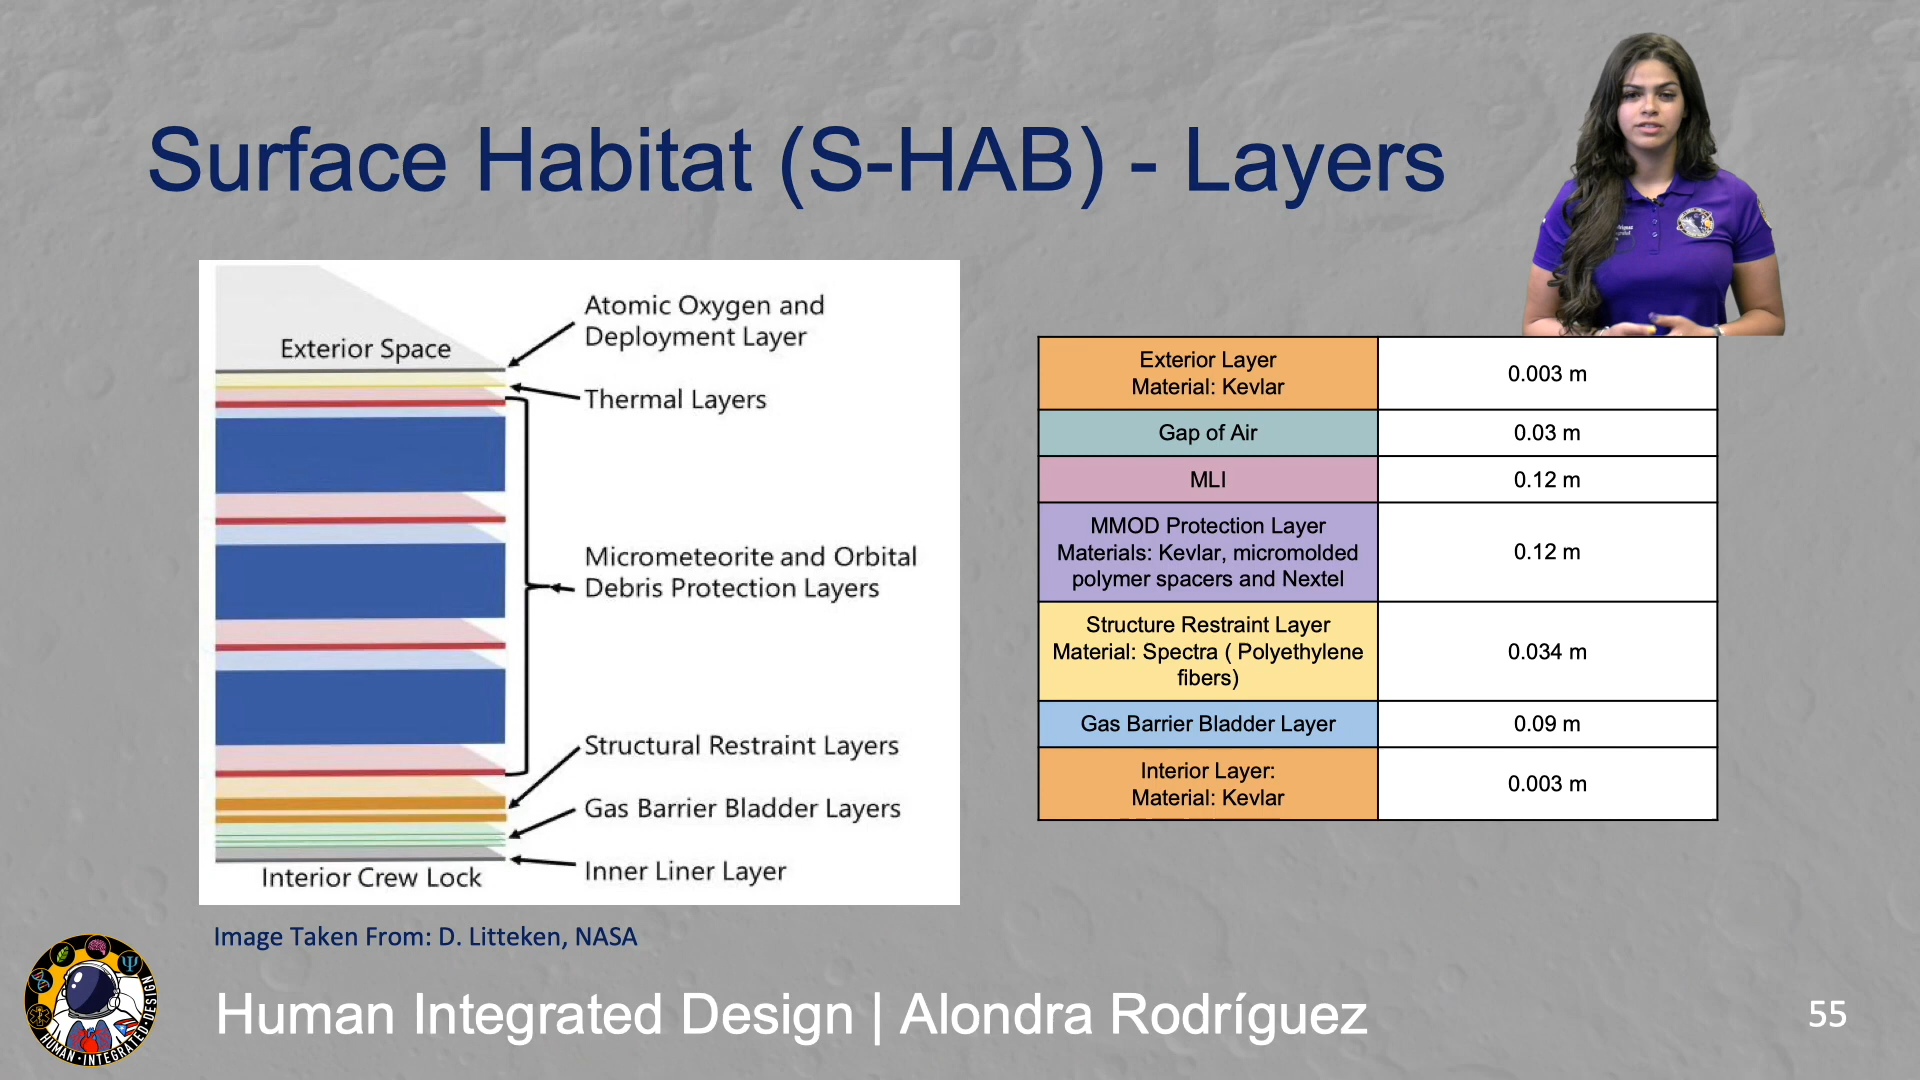 Surface Habitat (S-HAB) - Layers
Exterior Space
Atomic Oxygen and
Deployment Layer
Thermal Layers
Micrometeorite and Orbital
Debris Protection Layers
Structural Restraint Layers
Gas Barrier Bladder Layers
Inner Liner Layer
Interior Crew Lock
Image Taken From: D. Litteken, NASA
Exterior Layer
Material: Kevlar
0.003 m
Gap of Air
0.03 m
MLI
0.12 m
MMOD Protection Layer
Materials: Kevlar, micromolded
polymer spacers and Nextel
0.12 m
Structure Restraint Layer
Material: Spectra ( Polyethylene
fibers)
0.034 m
Gas Barrier Bladder Layer
0.09 m
Interior Layer:
Material: Kevlar
0.003 m
HUMAN · INTEGRATED · DESIGN
Human Integrated Design | Alondra Rodríguez
55